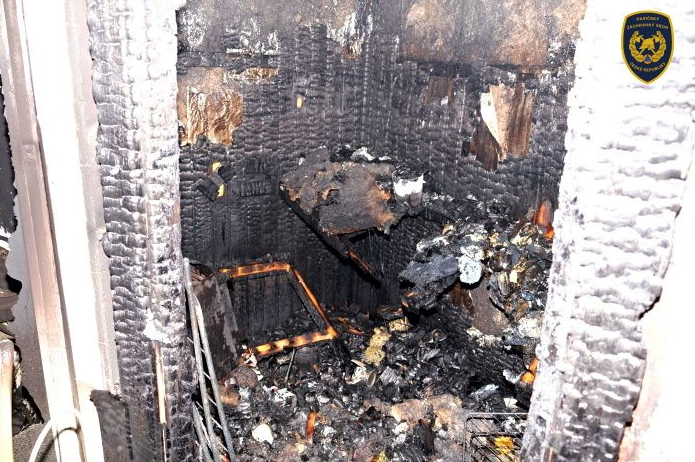 HASIČSKÝ
ZÁCHRANNÝ SBOR
ČESKÉ REPUBLIKY